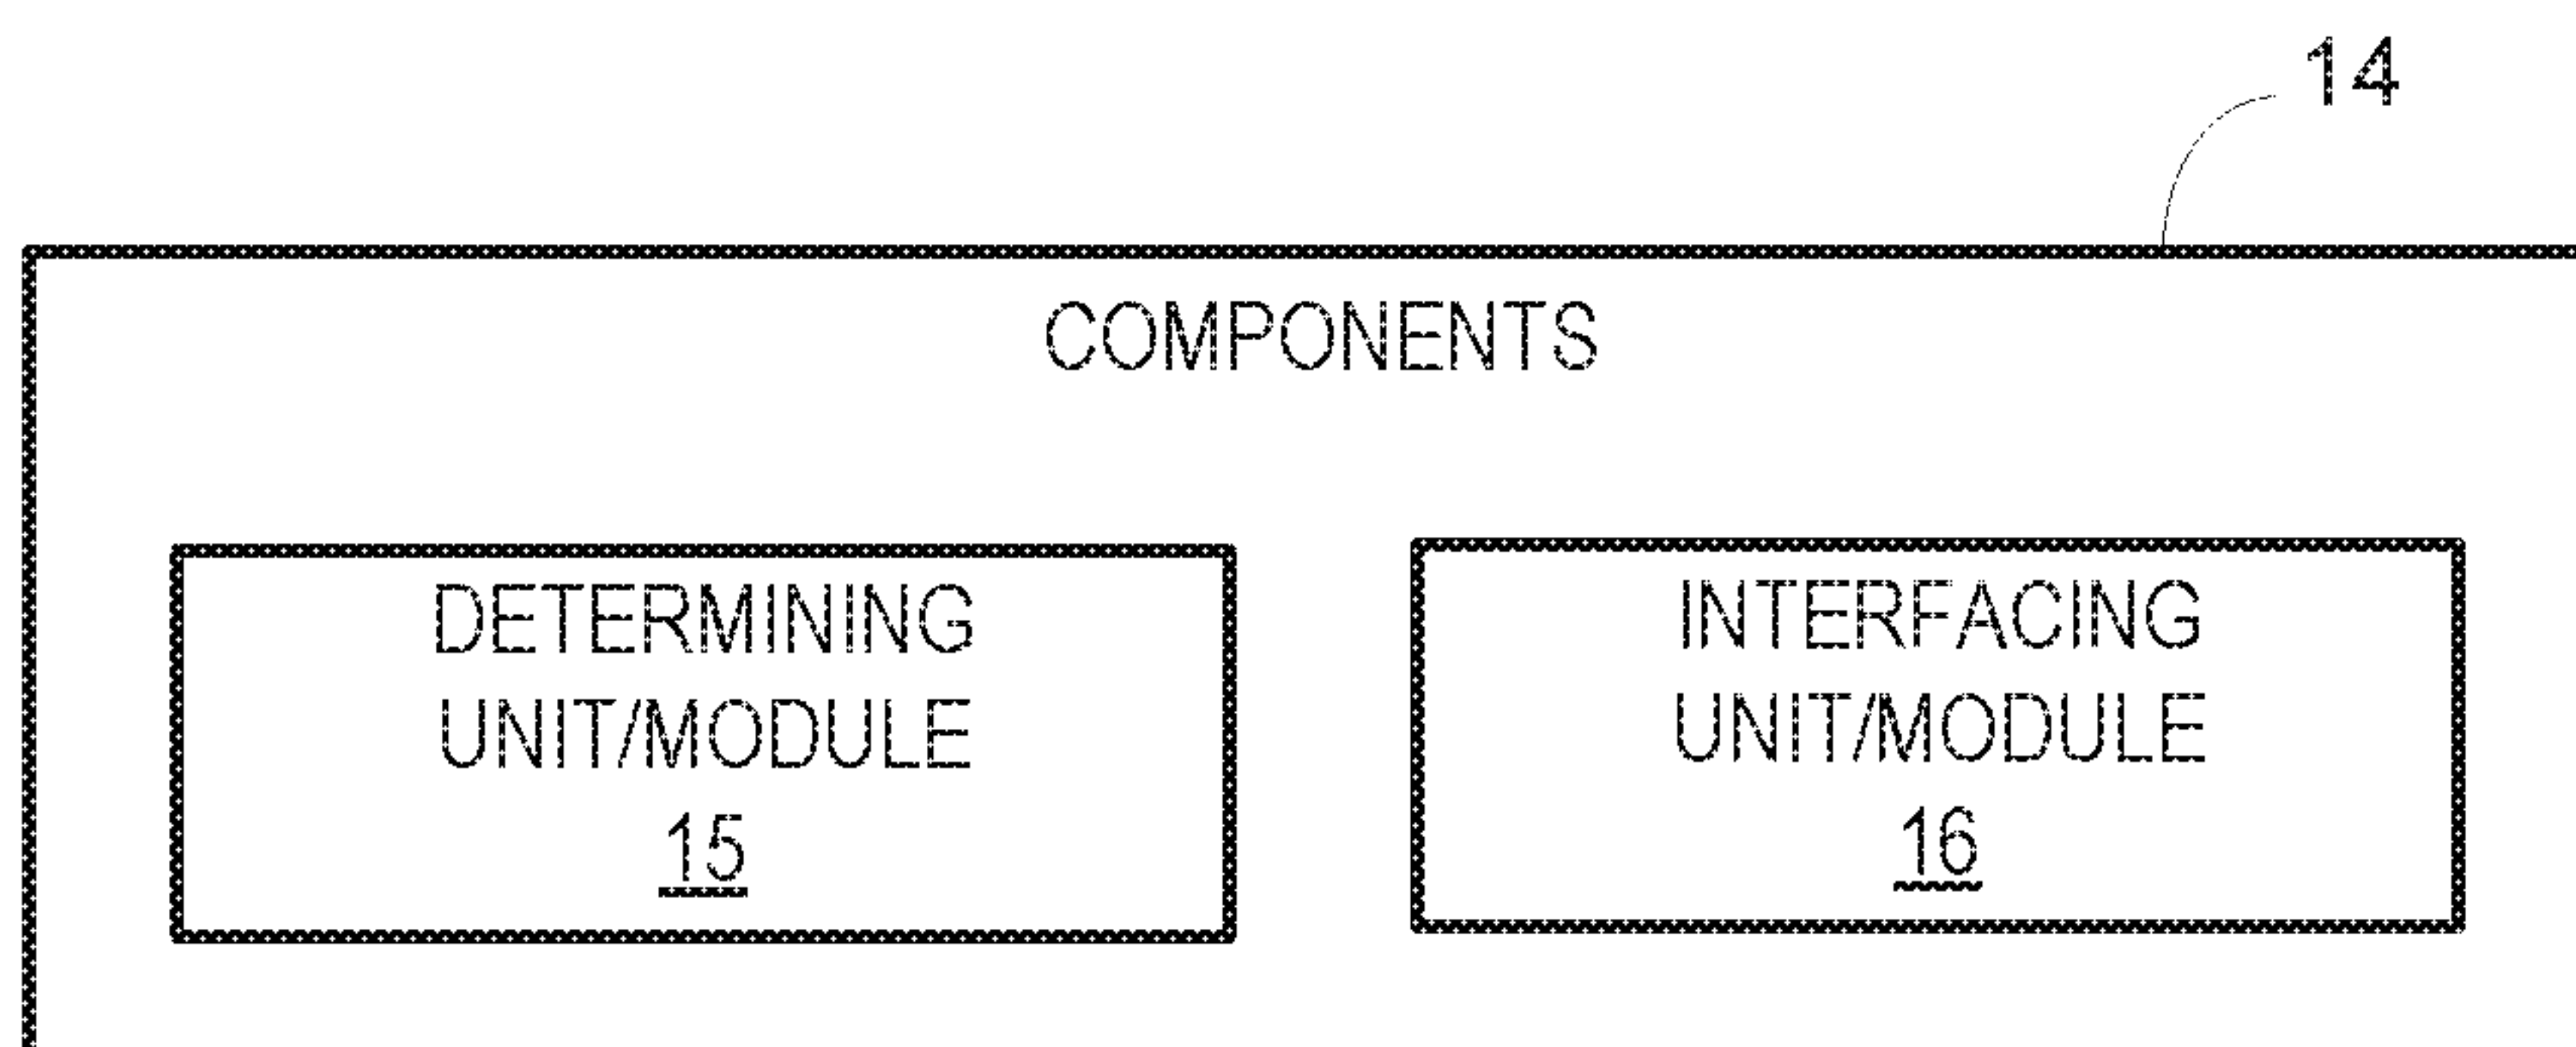 14
COMPONENTS
DETERMINING
UNIT/MODULE
15
INTERFACING
UNIT/MODULE
16